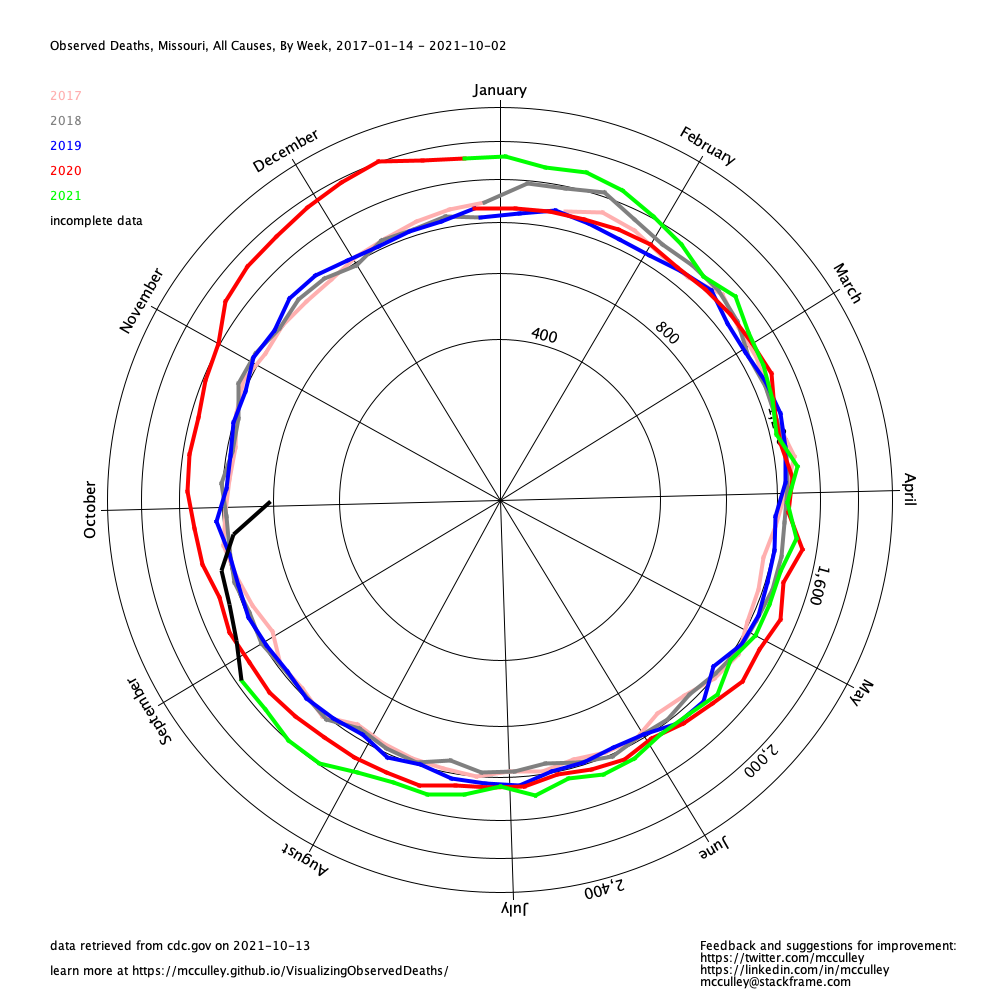 Observed Deaths, Missouri, All Causes, By Week, 2017-01-14 - 2021-10-02
2017
2018
2019
2020
2021
incomplete data
January
February
March
April
May
June
July
August
September
October
November
December
400
800
1,600
2,000
2,400
data retrieved from cdc.gov on 2021-10-13
learn more at https://mcculley.github.io/VisualizingObservedDeaths/
Feedback and suggestions for improvement:
https://twitter.com/mcculley
https://linkedin.com/in/mcculley
mcculley@stackframe.com